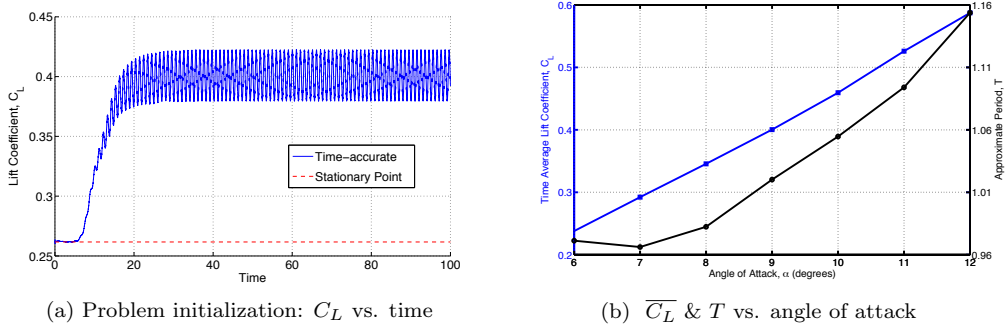 0.45
0.4
0.35
0.3
0.25
Lift Coefficient, C_L
0 20 40 60 80 100
Time
Time−accurate
Stationary Point
(a) Problem initialization: C_L vs. time
0.6
0.5
0.4
0.3
0.2
Time Average Lift Coefficient, C_L
1.16
1.11
1.06
1.01
0.96
Approximate Period, T
6 7 8 9 10 11 12
Angle of Attack, α (degrees)
(b) \overline{C_L} & T vs. angle of attack